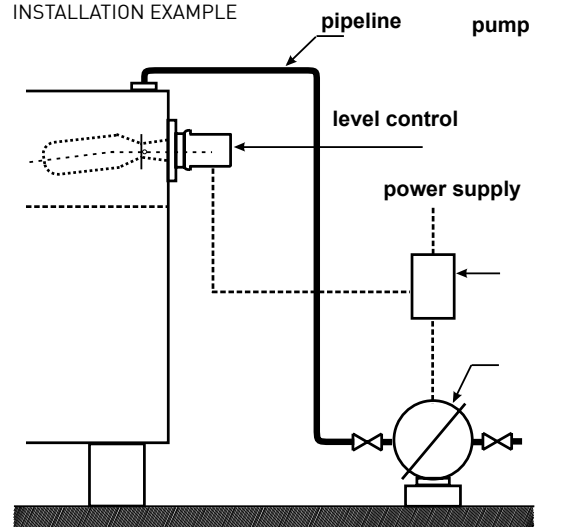 INSTALLATION EXAMPLE
pipeline
pump
level control
power supply